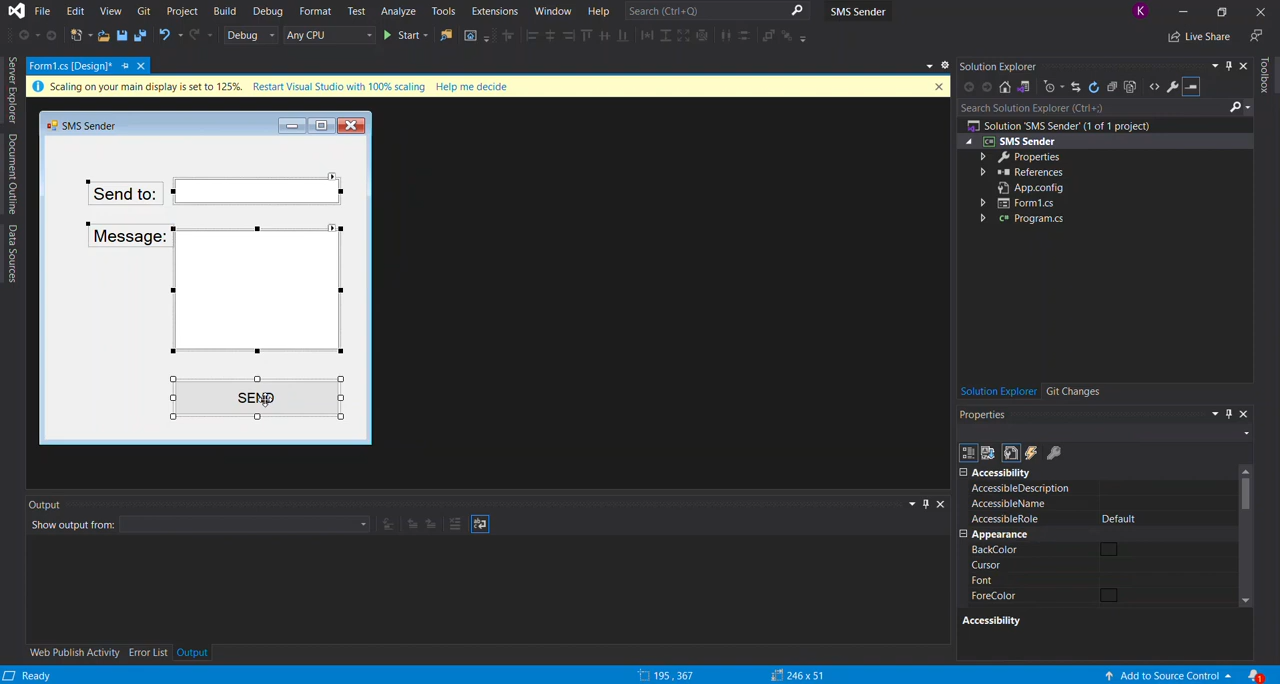 File Edit View Git Project Build Debug Format Test Analyze Tools Extensions Window Help Search (Ctrl+Q) SMS Sender K
Debug Any CPU Start Live Share
Server Explorer
Document Outline
Data Sources
Form1.cs [Design]*
Scaling on your main display is set to 125%. Restart Visual Studio with 100% scaling Help me decide
SMS Sender
Send to:
Message:
SEND
Output
Show output from:
Web Publish Activity Error List Output
Solution Explorer
Search Solution Explorer (Ctrl+;)
Solution 'SMS Sender' (1 of 1 project)
C# SMS Sender
Properties
References
App.config
Form1.cs
C# Program.cs
Solution Explorer Git Changes
Properties
Accessibility
AccessibleDescription
AccessibleName
AccessibleRole Default
Appearance
BackColor
Cursor
Font
ForeColor
Accessibility
Toolbox
Ready 195 , 367 246 x 51 Add to Source Control 1